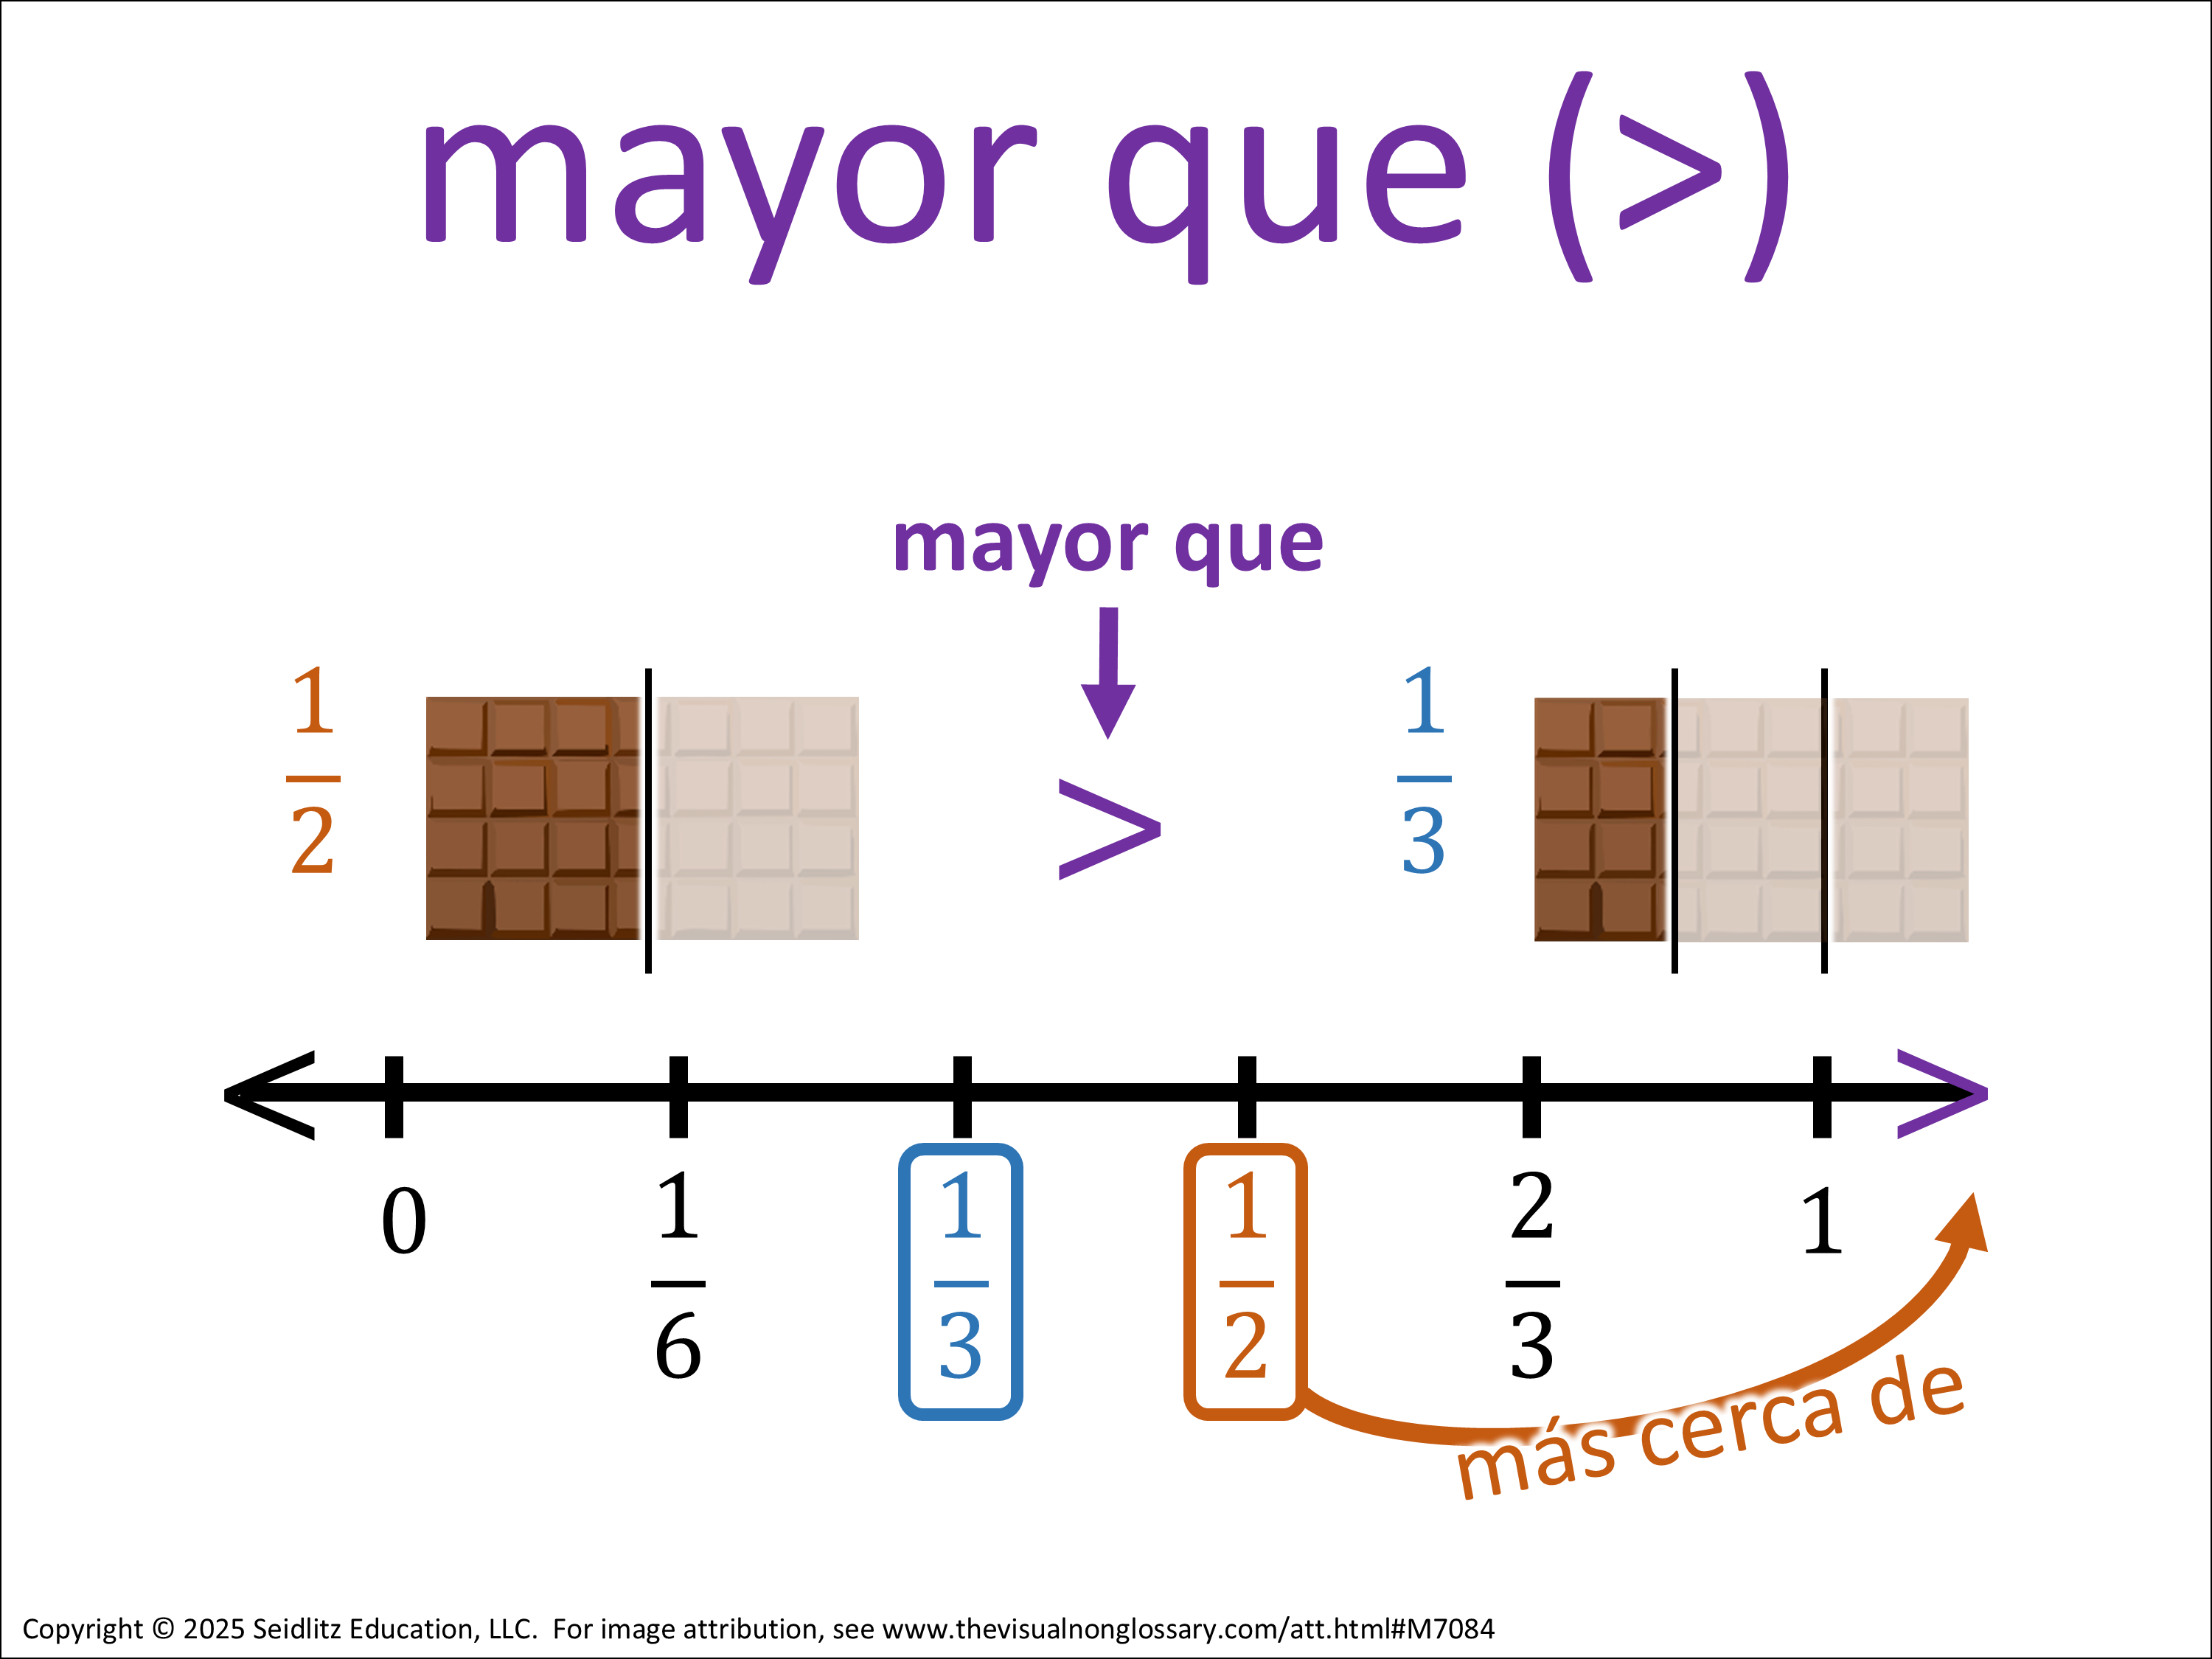 mayor que (>)
mayor que
1/2 > 1/3
0 1/6 1/3 1/2 2/3 1
más cerca de
Copyright © 2025 Seidlitz Education, LLC. For image attribution, see www.thevisualnonglossary.com/att.html#M7084